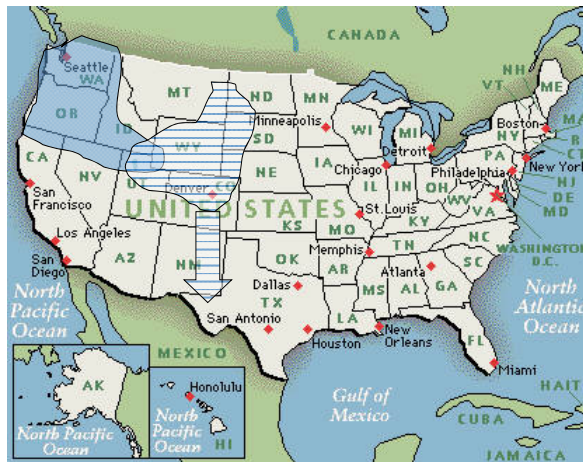 CANADA
Seattle
WA
MT
ND
MN
NH
VT
ME
OR
ID
Minneapolis
WI
MI
Boston
MA
NY
WY
SD
Detroit
CA
NV
UT
IA
Chicago
PA
Philadelphia
New York
NE
IL
IN
OH
NJ
DE
MD
San
Francisco
Denver
CO
WV
VA
UNITED STATES
St. Louis
KS
MO
KY
WASHINGTON
D.C.
Los Angeles
NC
AZ
NM
OK
AR
Memphis
TN
SC
San
Diego
Atlanta
Dallas
MS
AL
GA
North
Pacific
Ocean
TX
North
Atlantic
Ocean
San Antonio
LA
Houston
New
Orleans
FL
MEXICO
Miami
AK
Honolulu
Gulf of
Mexico
North Pacific Ocean
North
Pacific
Ocean
HI
CUBA
HAIT
JAMAICA